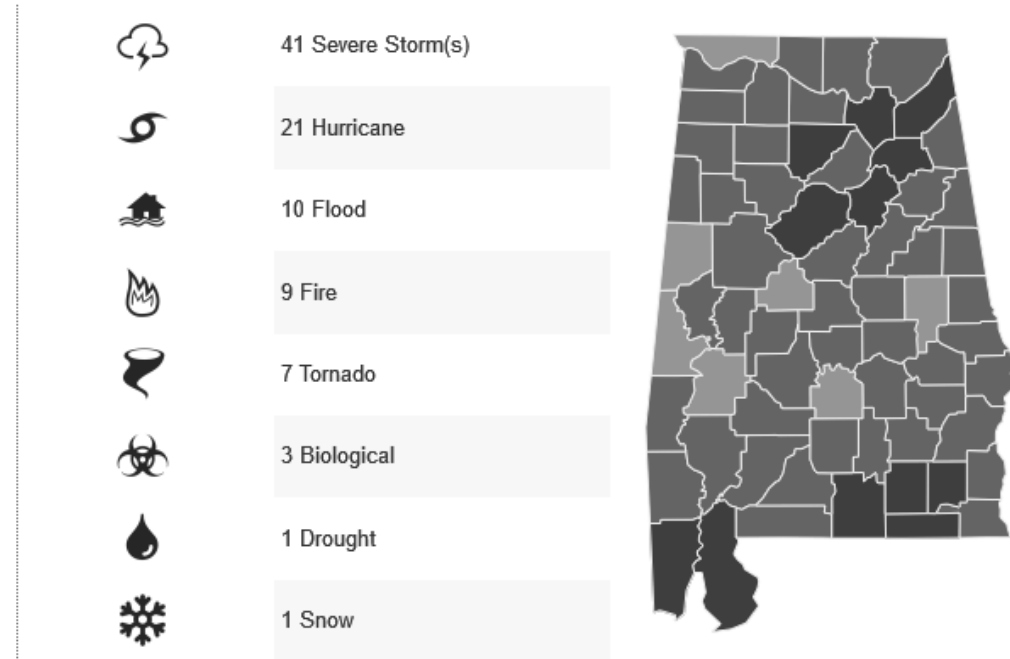 41 Severe Storm(s)
21 Hurricane
10 Flood
9 Fire
7 Tornado
3 Biological
1 Drought
1 Snow